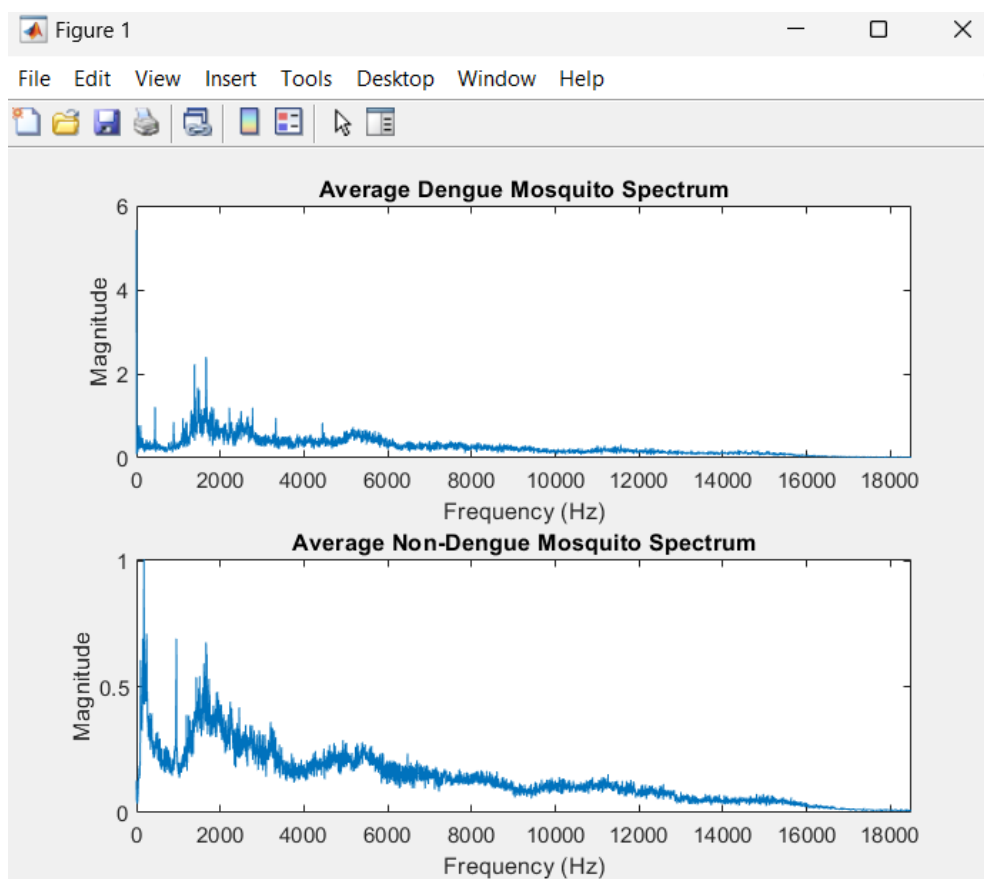 Figure 1
File Edit View Insert Tools Desktop Window Help
Average Dengue Mosquito Spectrum
6
4
2
0
Magnitude
0 2000 4000 6000 8000 10000 12000 14000 16000 18000
Frequency (Hz)
Average Non-Dengue Mosquito Spectrum
1
0.5
0
Magnitude
0 2000 4000 6000 8000 10000 12000 14000 16000 18000
Frequency (Hz)